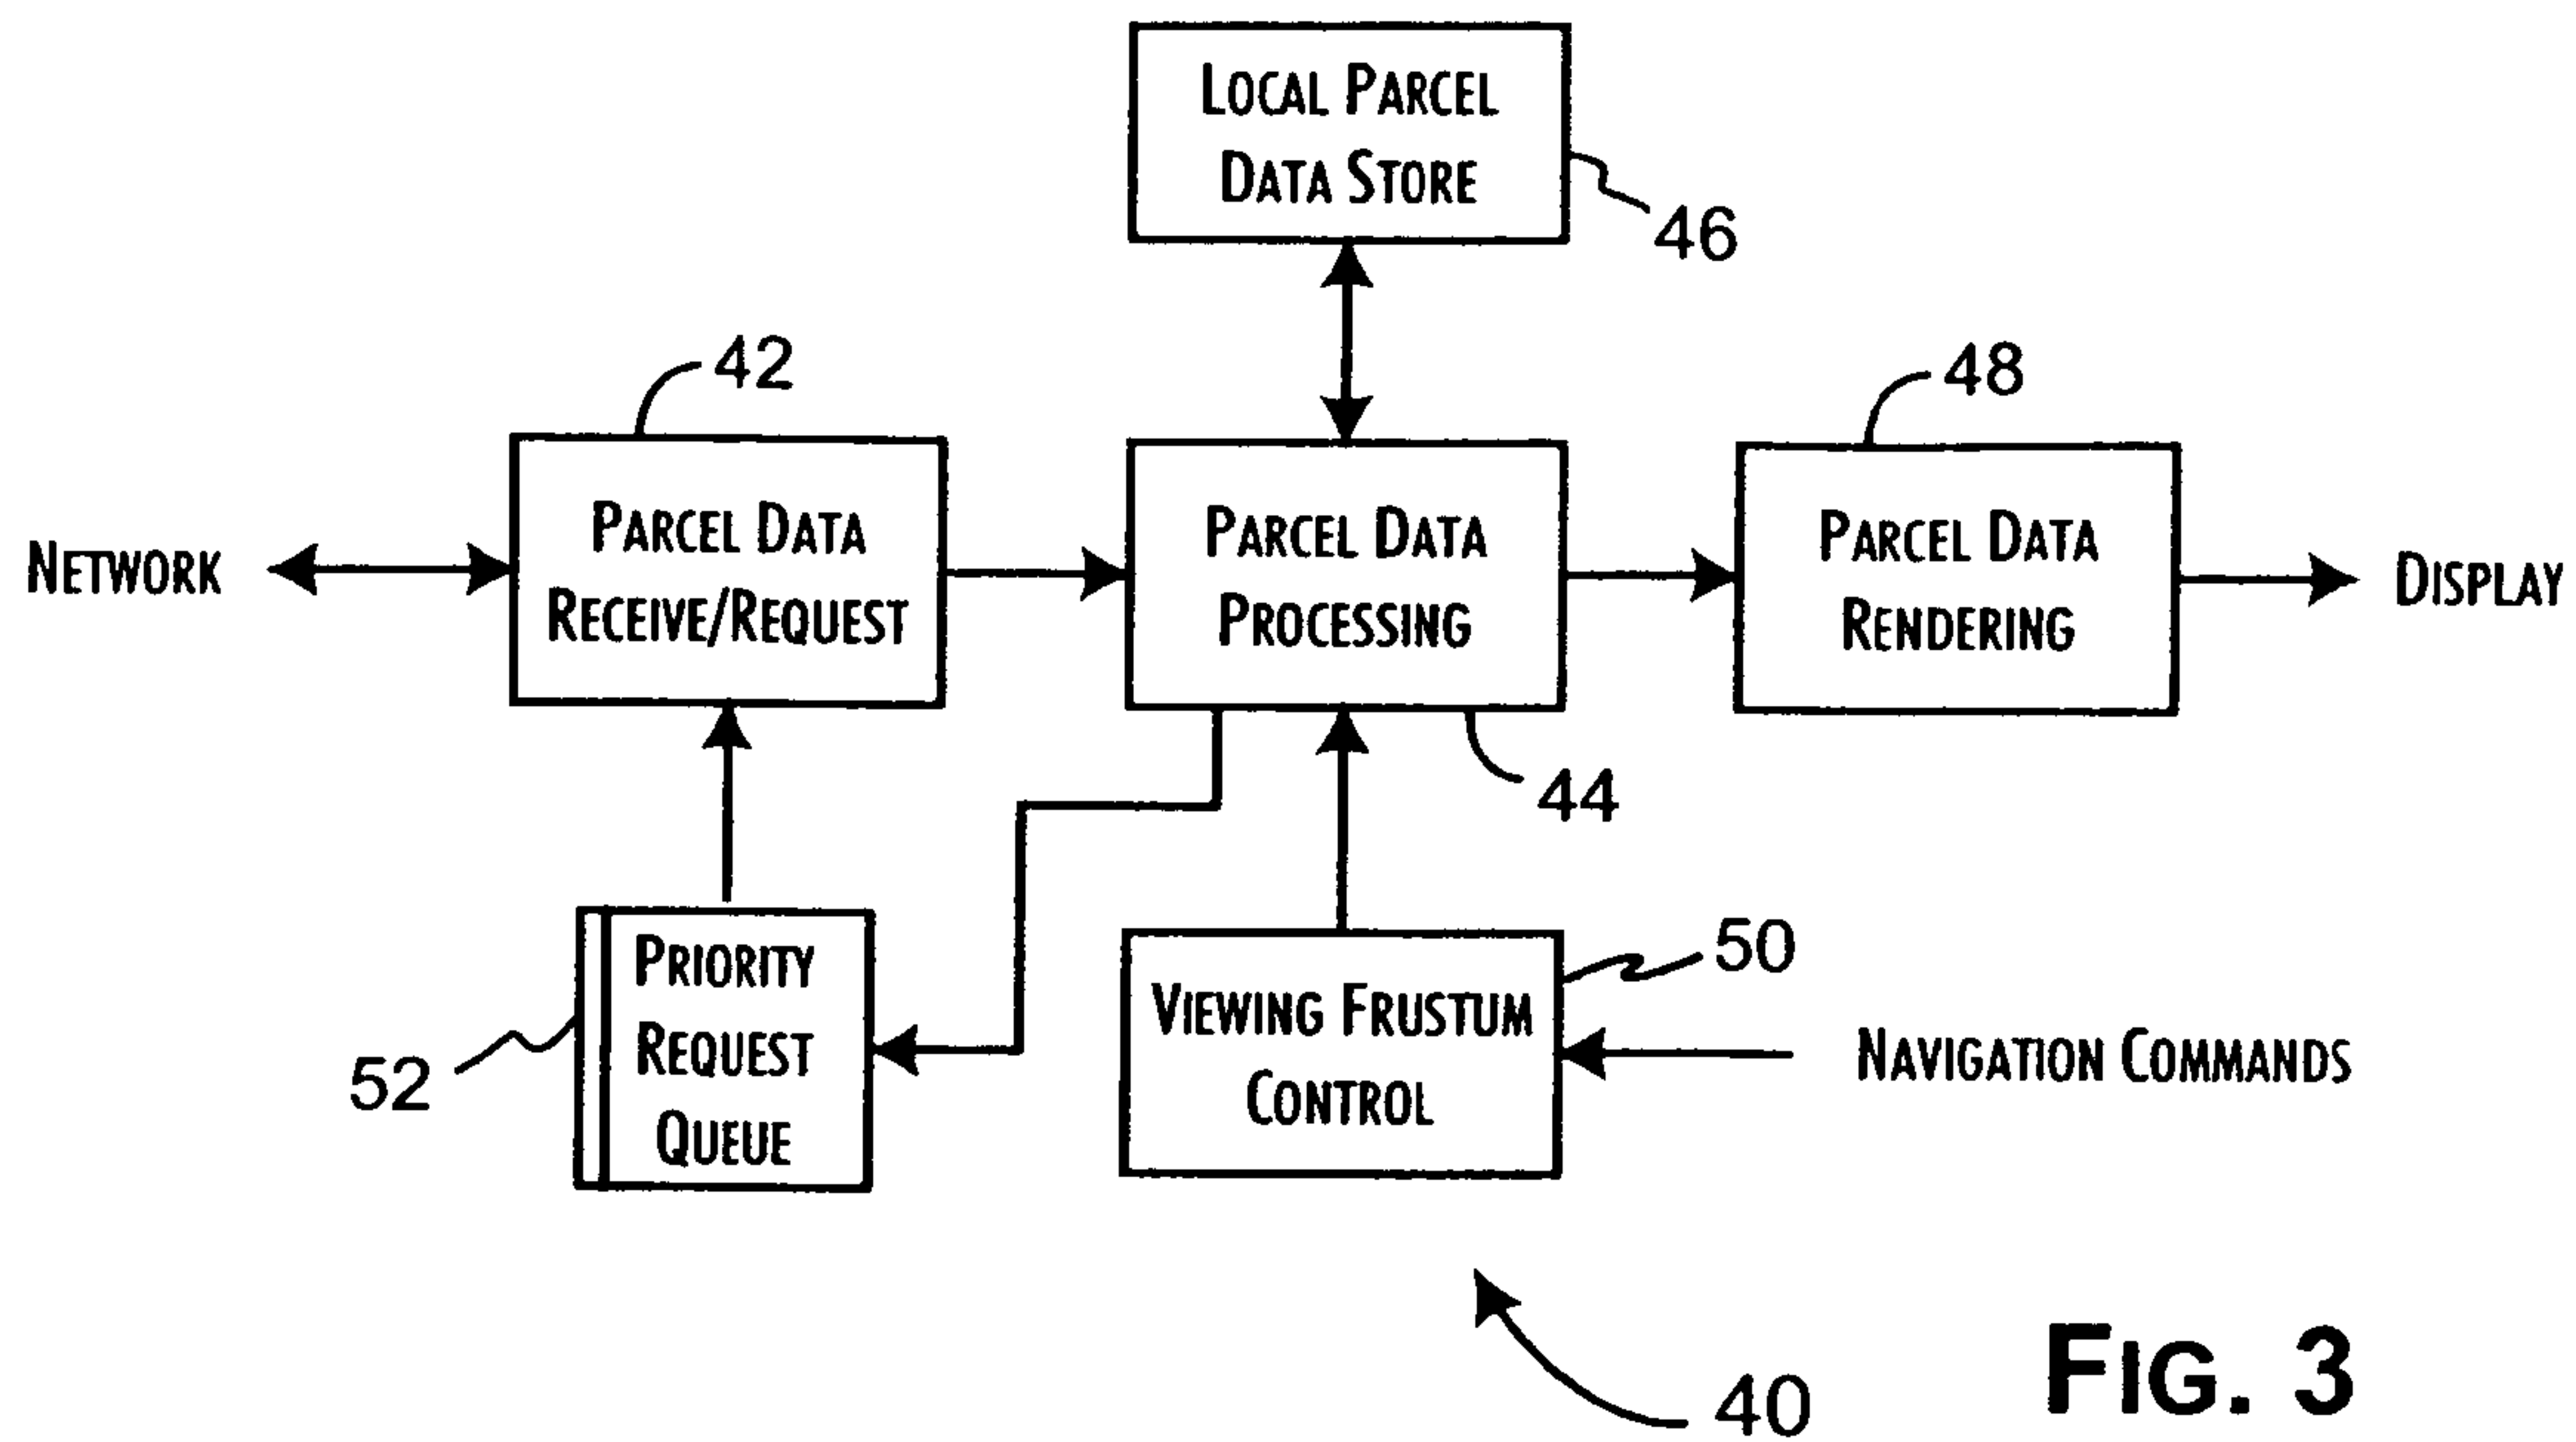 LOCAL PARCEL
DATA STORE
46
42
48
NETWORK
PARCEL DATA
RECEIVE/REQUEST
PARCEL DATA
PROCESSING
PARCEL DATA
RENDERING
DISPLAY
44
PRIORITY
REQUEST
QUEUE
52
VIEWING FRUSTUM
CONTROL
50
NAVIGATION COMMANDS
40
FIG. 3